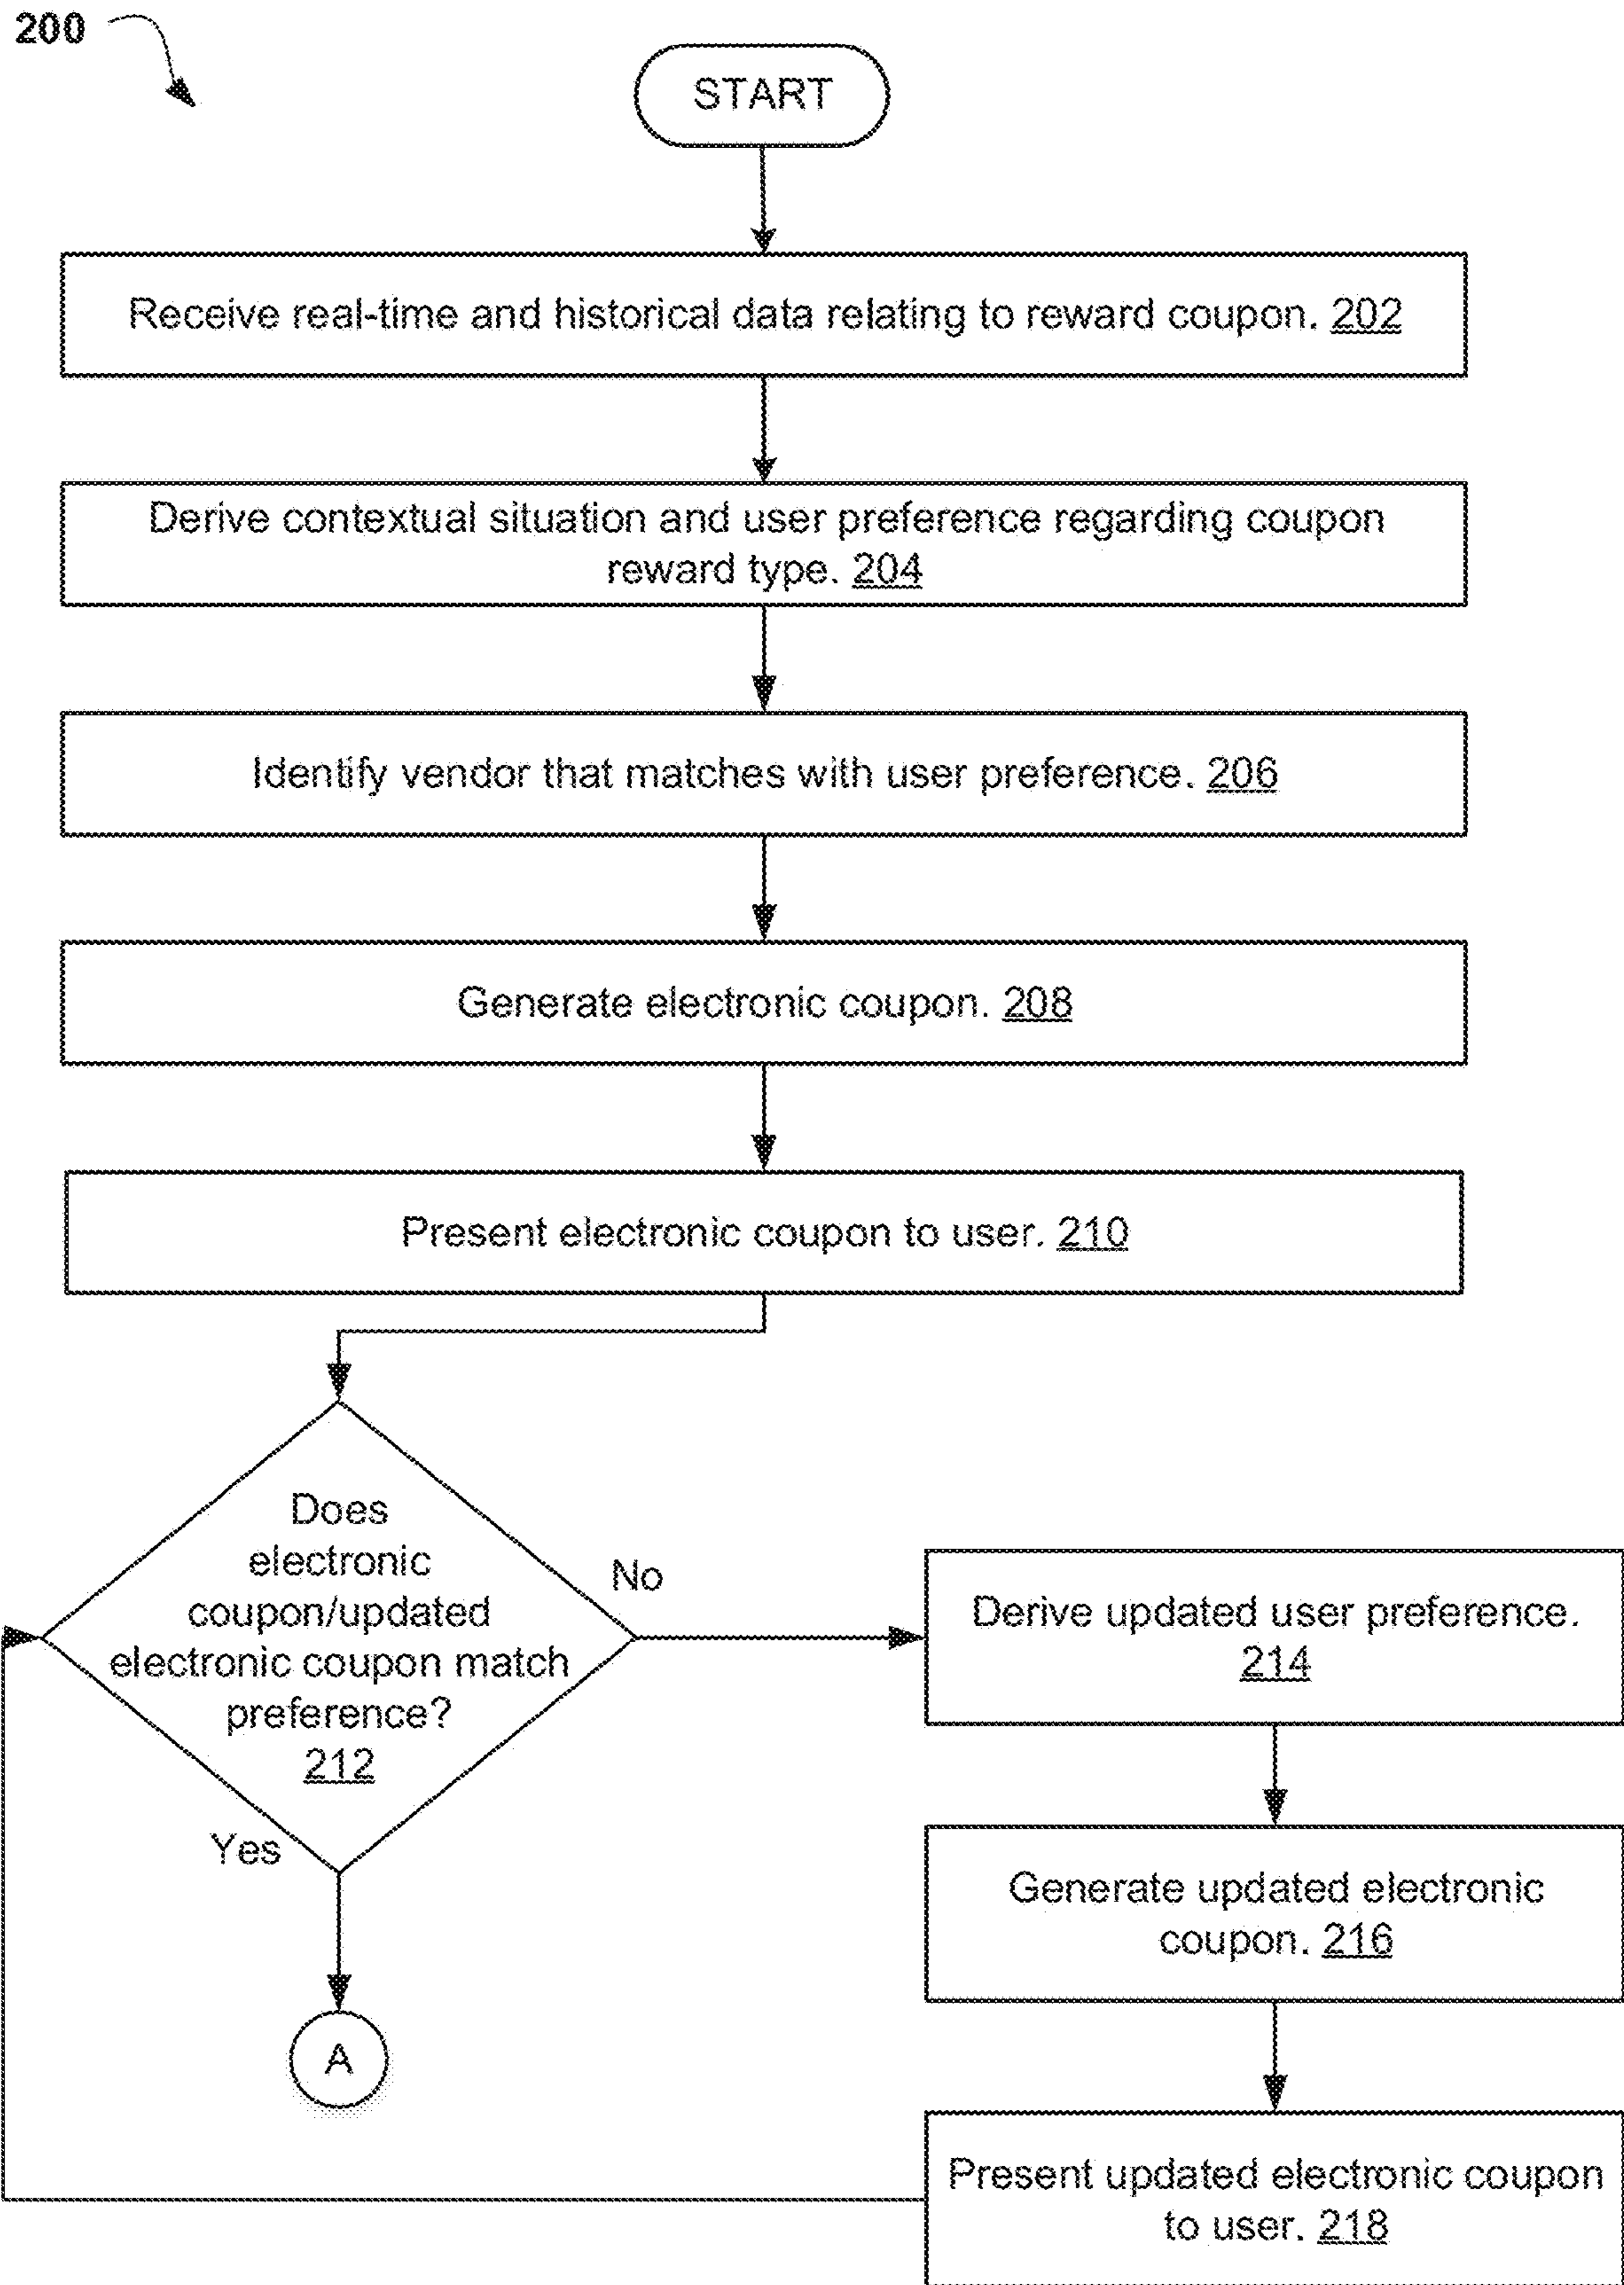 200
START
Receive real-time and historical data relating to reward coupon. 202
Derive contextual situation and user preference regarding coupon
reward type. 204
Identify vendor that matches with user preference. 206
Generate electronic coupon. 208
Present electronic coupon to user. 210
Does
electronic
coupon/updated
electronic coupon match
preference?
212
No
Yes
A
Derive updated user preference.
214
Generate updated electronic
coupon. 216
Present updated electronic coupon
to user. 218